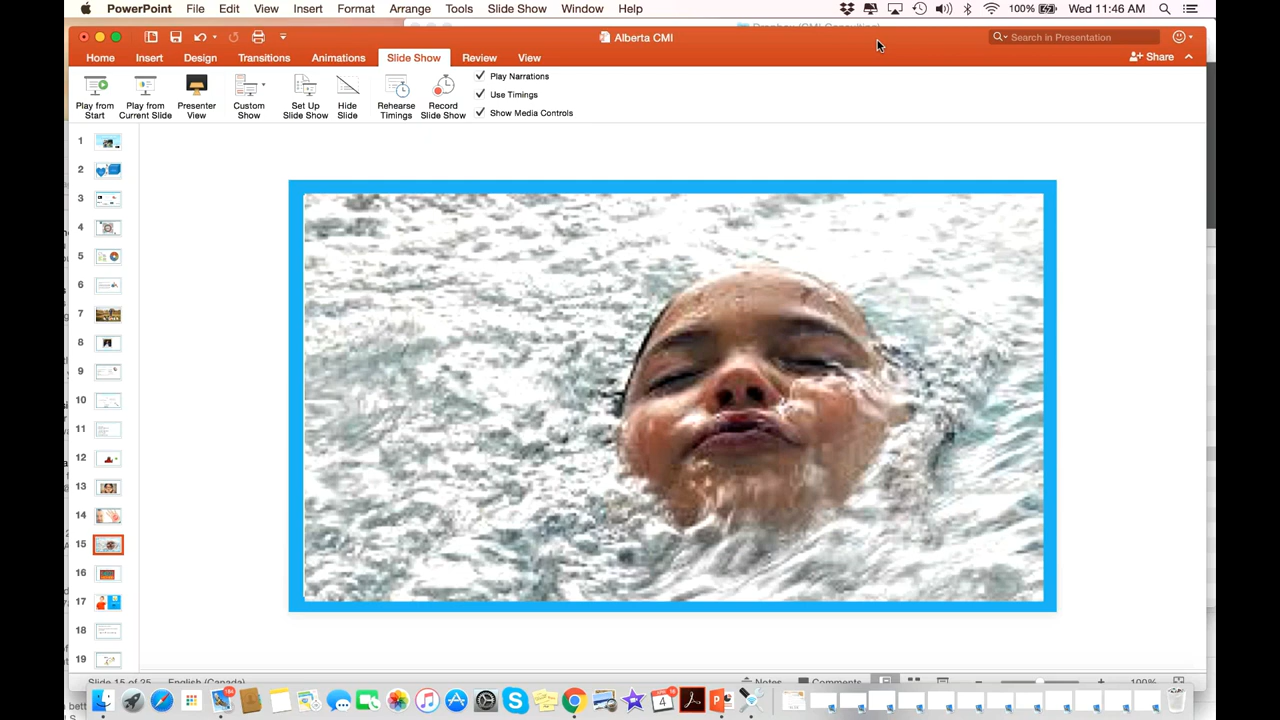 PowerPoint File Edit View Insert Format Arrange Tools Slide Show Window Help 100% Wed 11:46 AM
Alberta CMI
Search in Presentation
Home Insert Design Transitions Animations Slide Show Review View Share
Play from Start
Play from Current Slide
Presenter View
Custom Show
Set Up Slide Show
Hide Slide
Rehearse Timings
Record Slide Show
Play Narrations
Use Timings
Show Media Controls
1
2
3
4
5
6
7
8
9
10
11
12
13
14
15
16
17
18
19
Slide 15 of 25 English (Canada) Notes Comments 100%